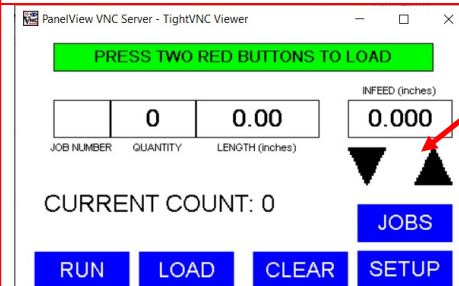 PanelView VNC Server - TightVNC Viewer
PRESS TWO RED BUTTONS TO LOAD
INFEED (inches)
0 0.00 0.000
JOB NUMBER QUANTITY LENGTH (inches)
CURRENT COUNT: 0
JOBS
RUN LOAD CLEAR SETUP